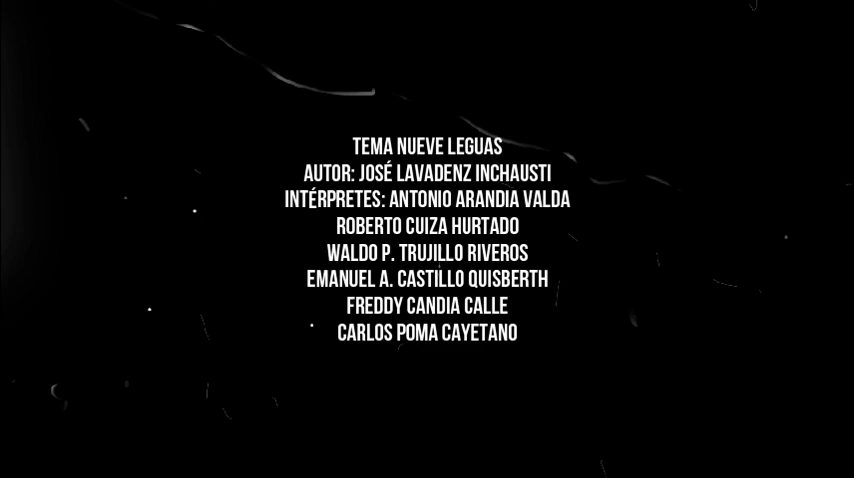 TEMA NUEVE LEGUAS
AUTOR: JOSÉ LAVADENZ INCHAUSTI
INTÉRPRETES: ANTONIO ARANDIA VALDA
ROBERTO CUIZA HURTADO
WALDO P. TRUJILLO RIVEROS
EMANUEL A. CASTILLO QUISBERTH
FREDDY CANDIA CALLE
CARLOS POMA CAYETANO